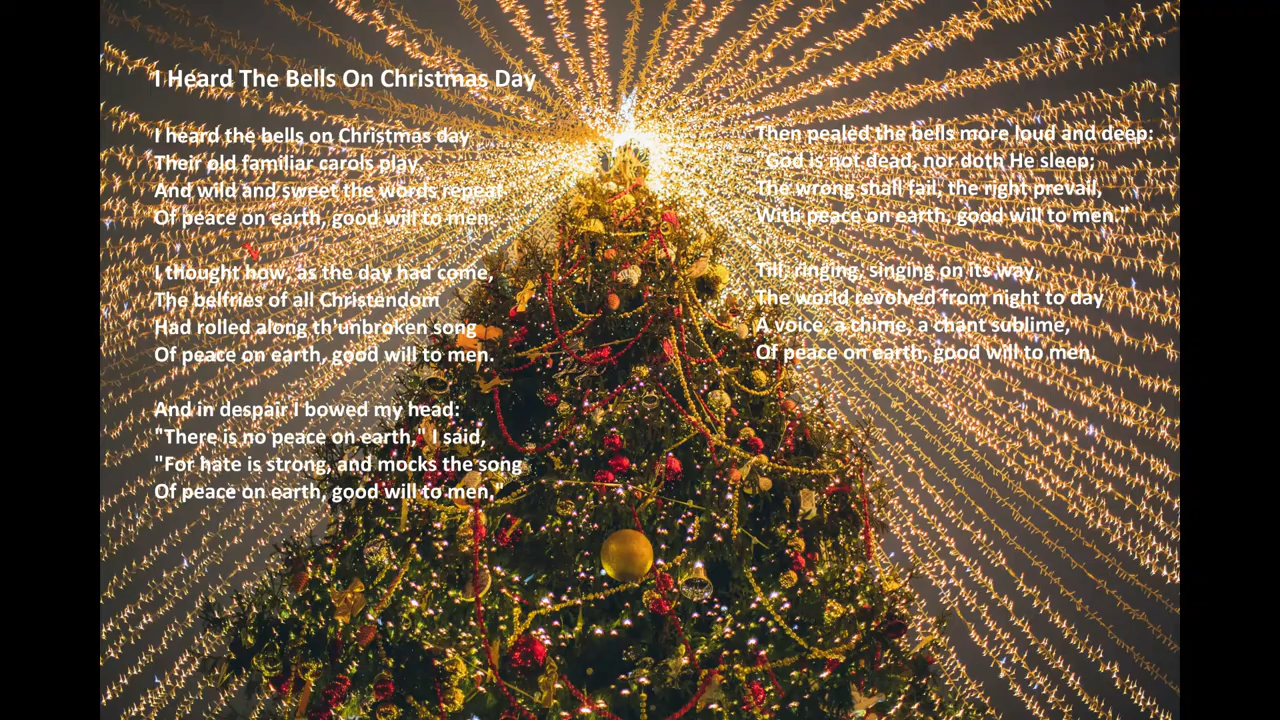 I Heard The Bells On Christmas Day
I heard the bells on Christmas day
Their old familiar carols play,
And wild and sweet the words repeat
Of peace on earth, good will to men.
I thought how, as the day had come,
The belfries of all Christendom
Had rolled along th'unbroken song
Of peace on earth, good will to men.
And in despair I bowed my head:
"There is no peace on earth," I said,
"For hate is strong, and mocks the song
Of peace on earth, good will to men."
Then pealed the bells more loud and deep:
"God is not dead, nor doth He sleep;
The wrong shall fail, the right prevail,
With peace on earth, good will to men."
Till, ringing, singing on its way,
The world revolved from night to day
A voice, a chime, a chant sublime,
Of peace on earth, good will to men.